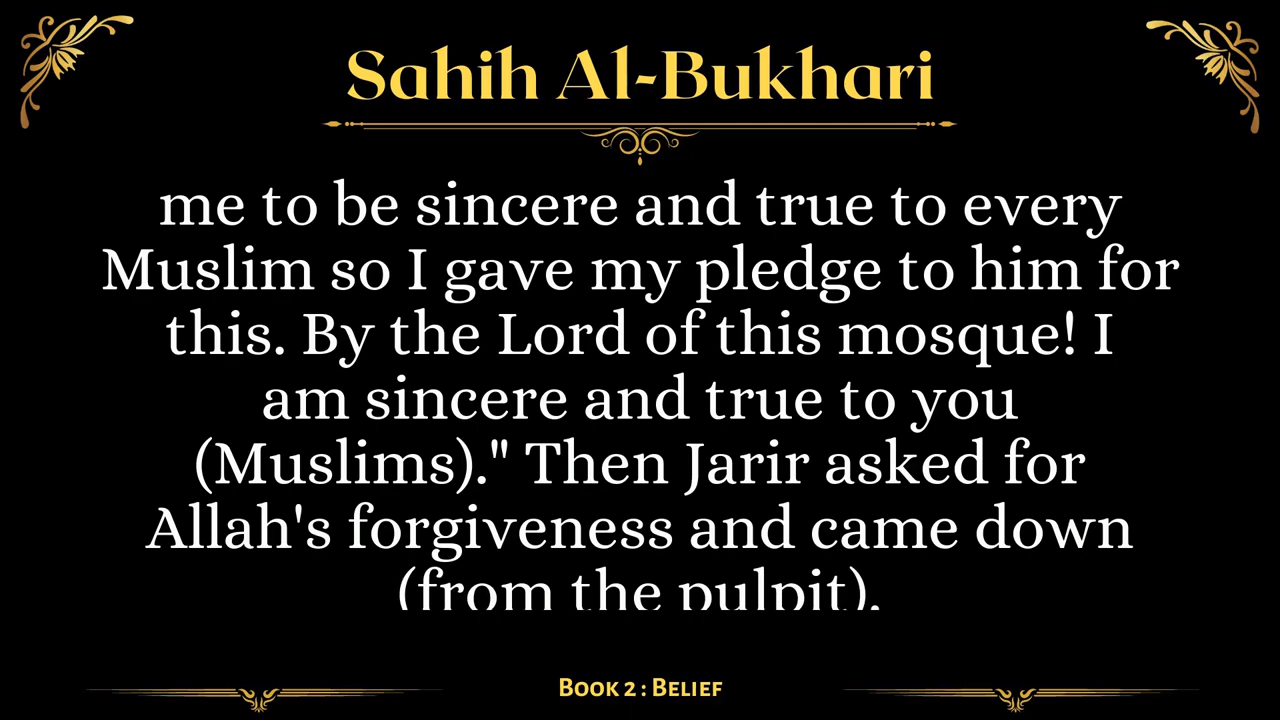 Sahih Al-Bukhari
me to be sincere and true to every
Muslim so I gave my pledge to him for
this. By the Lord of this mosque! I
am sincere and true to you
(Muslims)." Then Jarir asked for
Allah's forgiveness and came down
(from the pulpit).
Book 2 : Belief